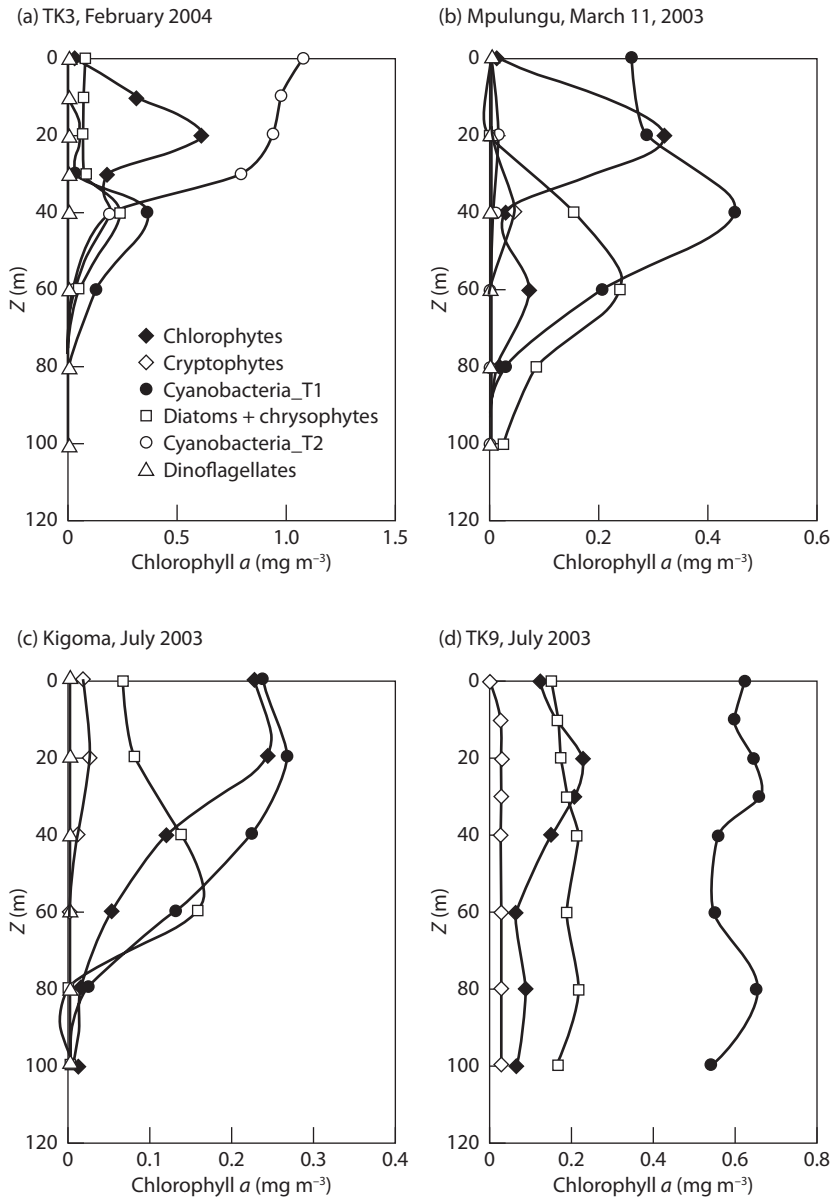 (a) TK3, February 2004
0
20
40
60
80
100
120
Z (m)
Chlorophytes
Cryptophytes
Cyanobacteria_T1
Diatoms + chrysophytes
Cyanobacteria_T2
Dinoflagellates
0 0.5 1.0 1.5
Chlorophyll a (mg m⁻³)
(b) Mpulungu, March 11, 2003
0
20
40
60
80
100
120
Z (m)
0 0.2 0.4 0.6
Chlorophyll a (mg m⁻³)
(c) Kigoma, July 2003
0
20
40
60
80
100
120
Z (m)
0 0.1 0.2 0.3 0.4
Chlorophyll a (mg m⁻³)
(d) TK9, July 2003
0
20
40
60
80
100
120
Z (m)
0 0.2 0.4 0.6 0.8
Chlorophyll a (mg m⁻³)